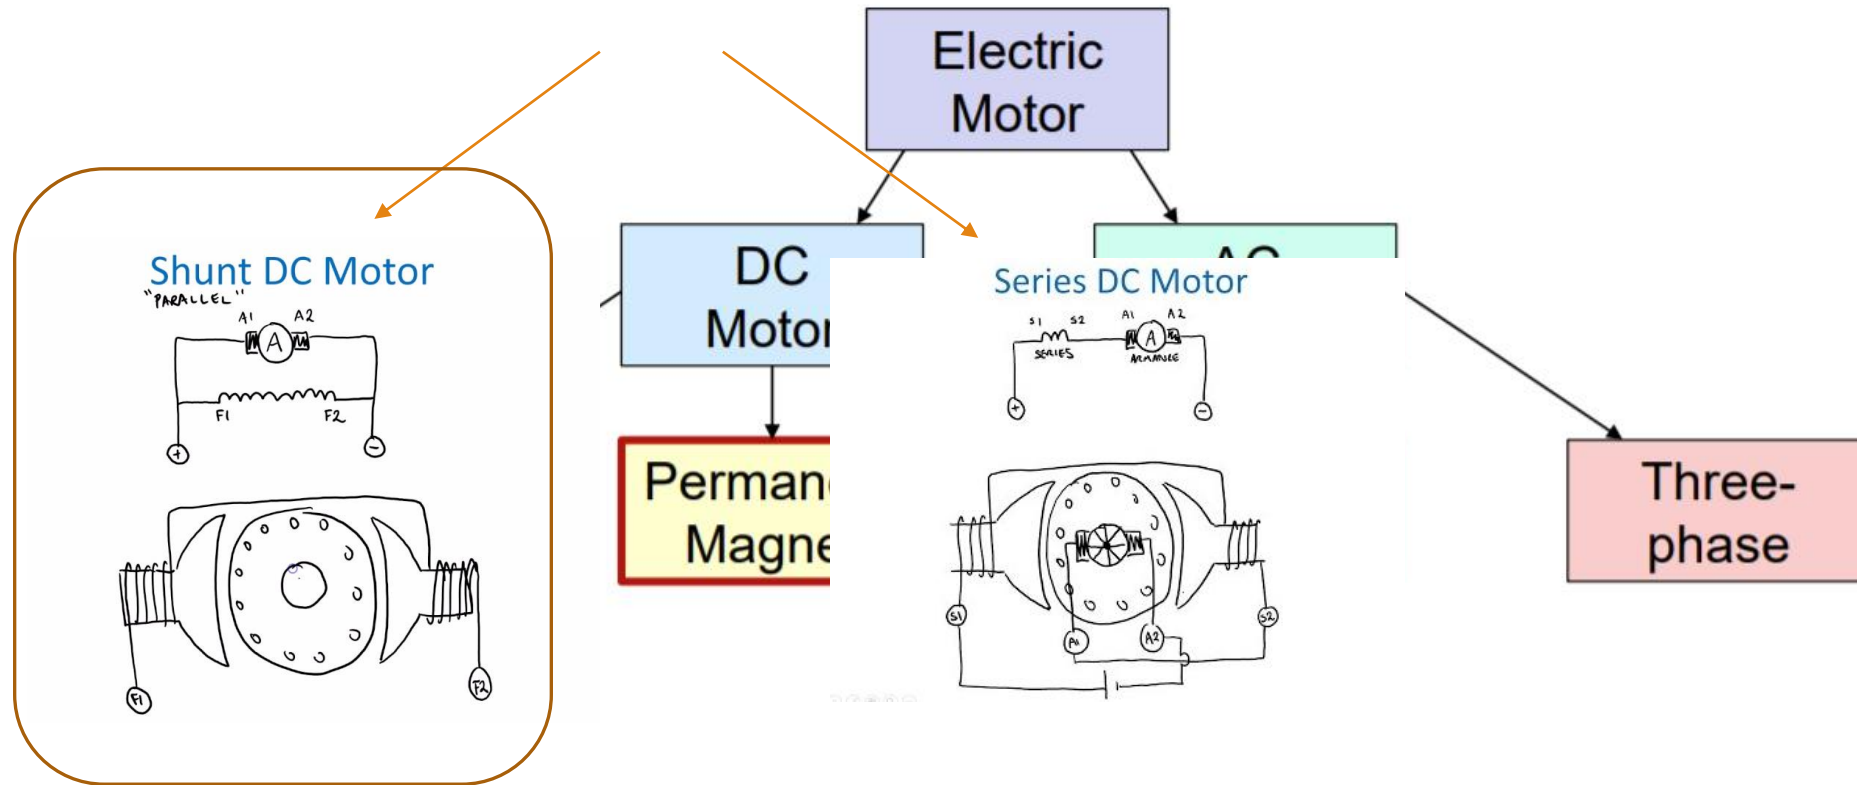 Electric
Motor
DC
Motor
AC
Perman
Magne
Three-
phase
Shunt DC Motor
"PARALLEL"
A1 A2
A
F1 F2
+ -
F1
F2
Series DC Motor
S1 S2 A1 A2
A
SERIES
+ -
S1 S2
A1 A2